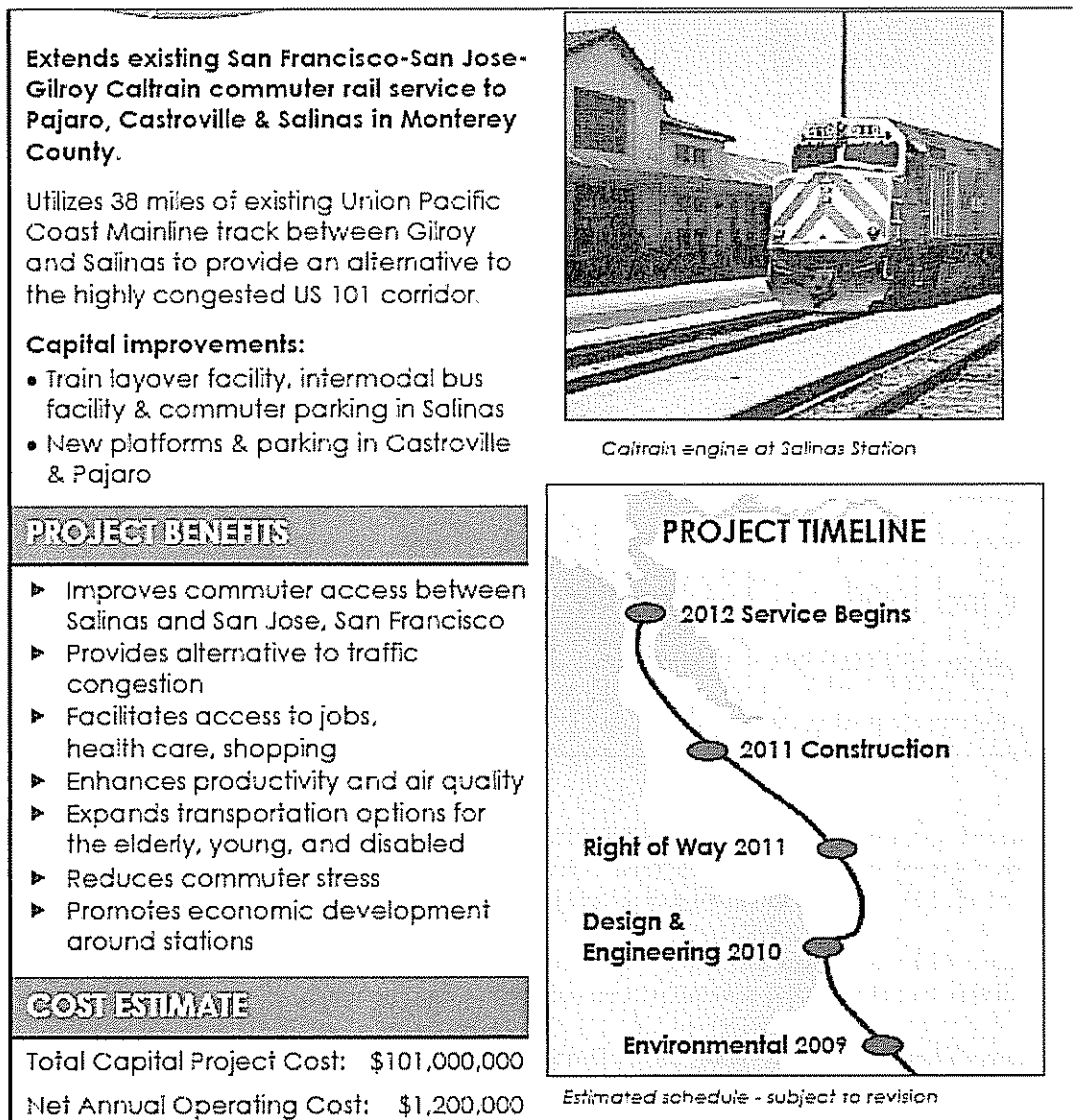 Extends existing San Francisco-San Jose-
Gilroy Caltrain commuter rail service to
Pajaro, Castroville & Salinas in Monterey
County.
Utilizes 38 miles of existing Union Pacific
Coast Mainline track between Gilroy
and Salinas to provide an alternative to
the highly congested US 101 corridor.
Capital improvements:
• Train layover facility, intermodal bus
facility & commuter parking in Salinas
• New platforms & parking in Castroville
& Pajaro
PROJECT BENEFITS
Improves commuter access between
Salinas and San Jose, San Francisco
Provides alternative to traffic
congestion
Facilitates access to jobs,
health care, shopping
Enhances productivity and air quality
Expands transportation options for
the elderly, young, and disabled
Reduces commuter stress
Promotes economic development
around stations
COST ESTIMATE
Total Capital Project Cost: $101,000,000
Net Annual Operating Cost: $1,200,000
Caltrain engine at Salinas Station
PROJECT TIMELINE
2012 Service Begins
2011 Construction
Right of Way 2011
Design &
Engineering 2010
Environmental 2009
Estimated schedule - subject to revision